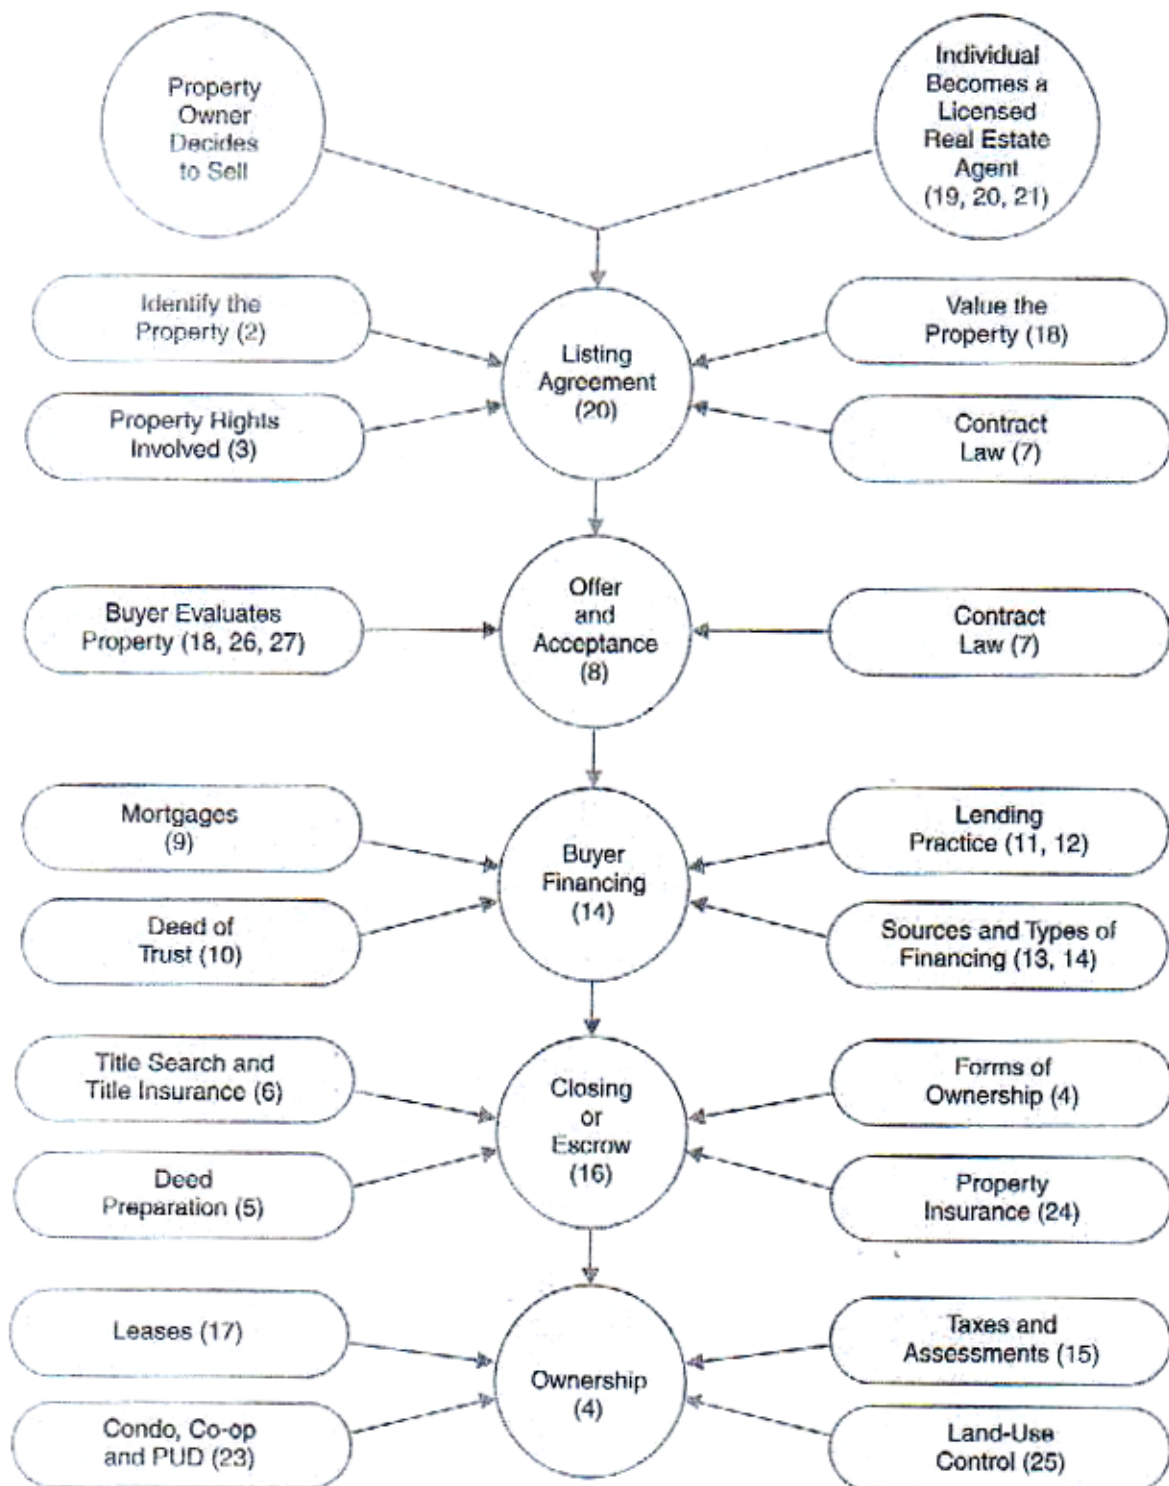 Property
Owner
Decides
to Sell
Individual
Becomes a
Licensed
Real Estate
Agent
(19, 20, 21)
Identify the
Property (2)
Listing
Agreement
(20)
Value the
Property (18)
Property Rights
Involved (3)
Contract
Law (7)
Buyer Evaluates
Property (18, 26, 27)
Offer
and
Acceptance
(8)
Contract
Law (7)
Mortgages
(9)
Buyer
Financing
(14)
Lending
Practice (11, 12)
Deed of
Trust (10)
Sources and Types of
Financing (13, 14)
Title Search and
Title Insurance (6)
Closing
or
Escrow
(16)
Forms of
Ownership (4)
Deed
Preparation (5)
Property
Insurance (24)
Leases (17)
Ownership
(4)
Taxes and
Assessments (15)
Condo, Co-op
and PUD (23)
Land-Use
Control (25)